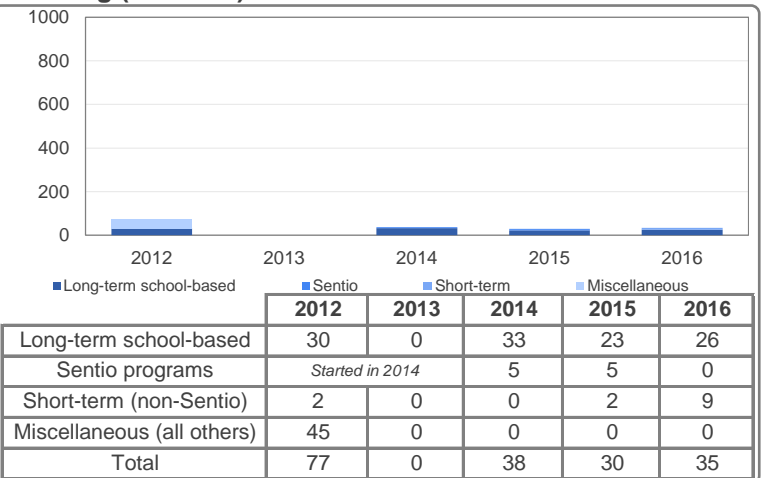 1000
800
600
400
200
0
2012 2013 2014 2015 2016
Long-term school-based Sentio Short-term Miscellaneous
2012 2013 2014 2015 2016
Long-term school-based 30 0 33 23 26
Sentio programs Started in 2014 5 5 0
Short-term (non-Sentio) 2 0 0 2 9
Miscellaneous (all others) 45 0 0 0 0
Total 77 0 38 30 35